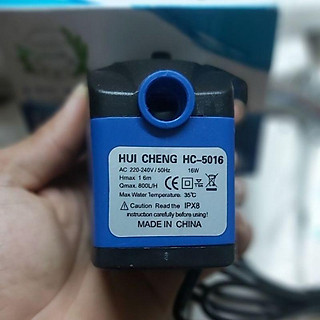 HUI CHENG HC-5016
AC 220-240V / 50Hz 16W
Hmax 1 6m
Qmax. 800L/H
Max Water Temperature: 35℃
Caution Read the IPX8
instruction carefully before using!
MADE IN CHINA